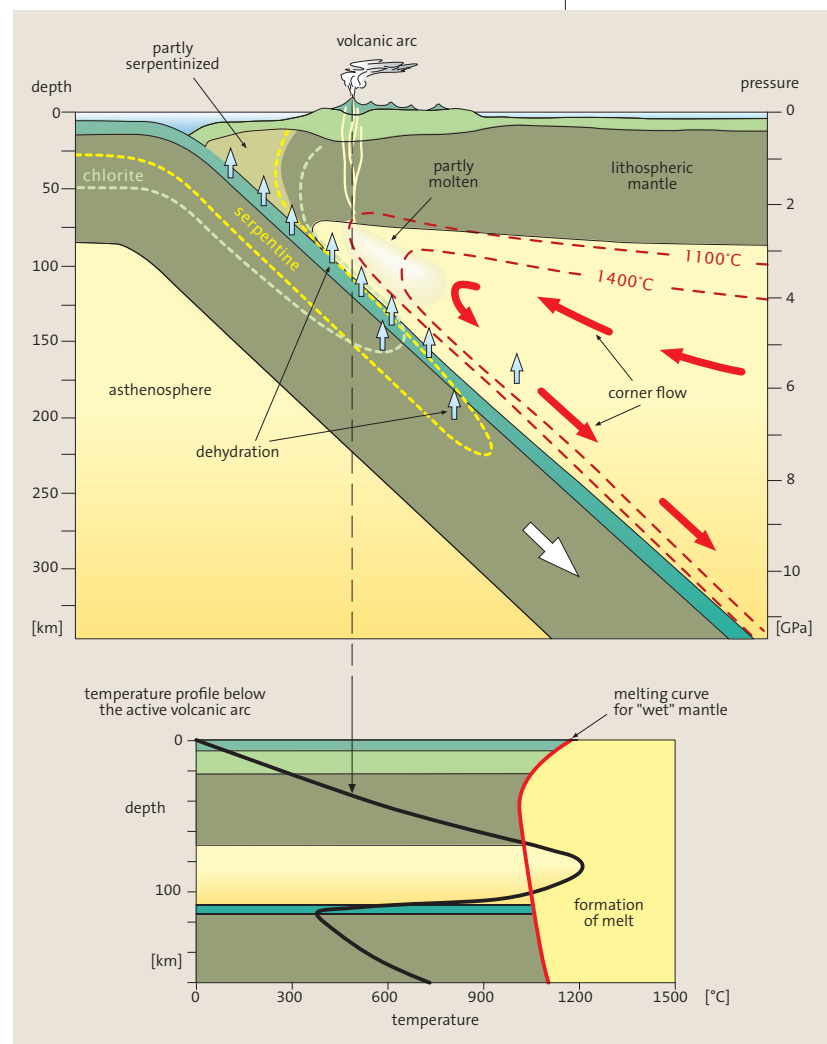 volcanic arc
partly
serpentinized
depth
pressure
0
0
partly
molten
lithospheric
mantle
chlorite
50
2
serpentine
1100°C
100
1400°C
4
150
asthenosphere
corner flow
6
200
dehydration
8
250
300
10
[km]
[GPa]
temperature profile below
the active volcanic arc
melting curve
for "wet" mantle
0
depth
100
formation
of melt
[km]
0
300
600
900
1200
1500
[°C]
temperature